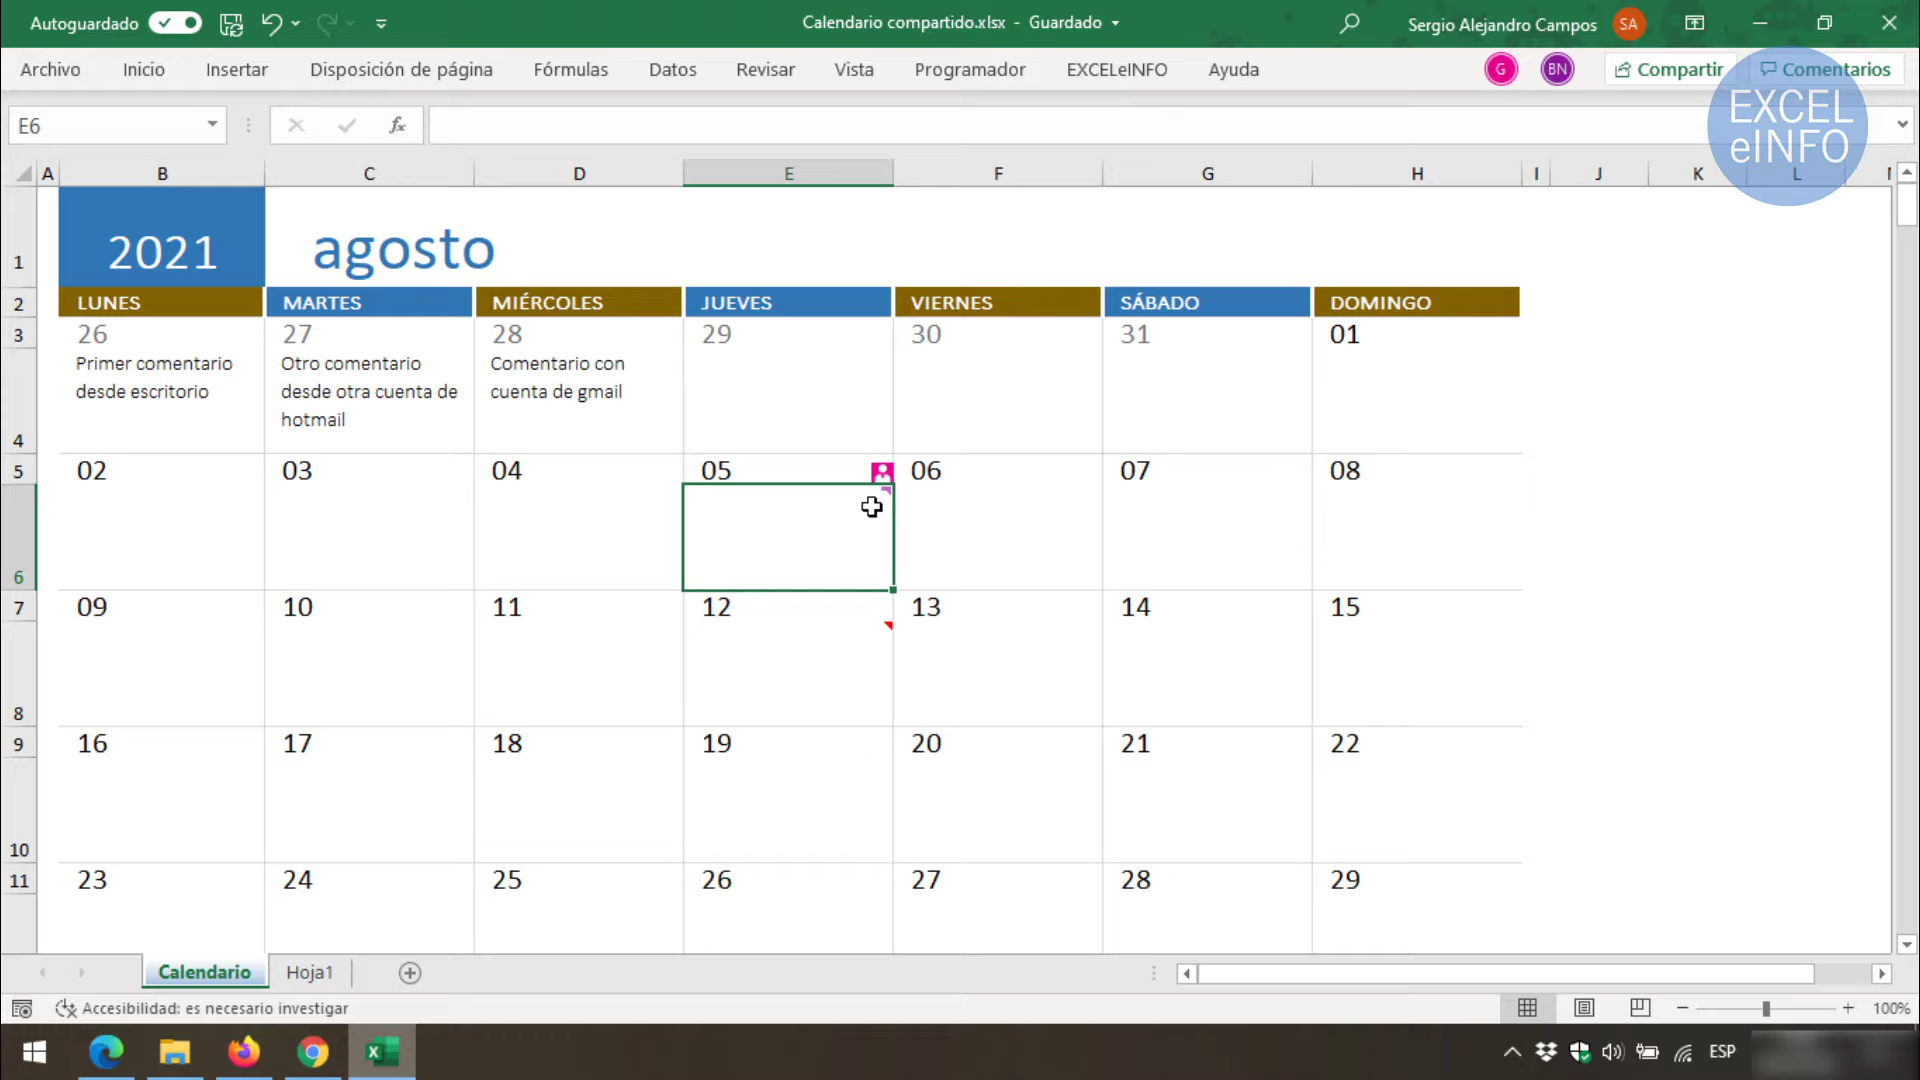 Autoguardado
Calendario compartido.xlsx - Guardado
Sergio Alejandro Campos SA
Archivo Inicio Insertar Disposición de página Fórmulas Datos Revisar Vista Programador EXCELeINFO Ayuda G BN Compartir Comentarios
EXCEL
eINFO
E6 fx
A B C D E F G H I J K L
1 2021 agosto
2 LUNES MARTES MIÉRCOLES JUEVES VIERNES SÁBADO DOMINGO
3 26 27 28 29 30 31 01
Primer comentario
desde escritorio
Otro comentario
desde otra cuenta de
hotmail
Comentario con
cuenta de gmail
4
5 02 03 04 05 06 07 08
6
7 09 10 11 12 13 14 15
8
9 16 17 18 19 20 21 22
10
11 23 24 25 26 27 28 29
Calendario Hoja1
Accesibilidad: es necesario investigar
100%
ESP